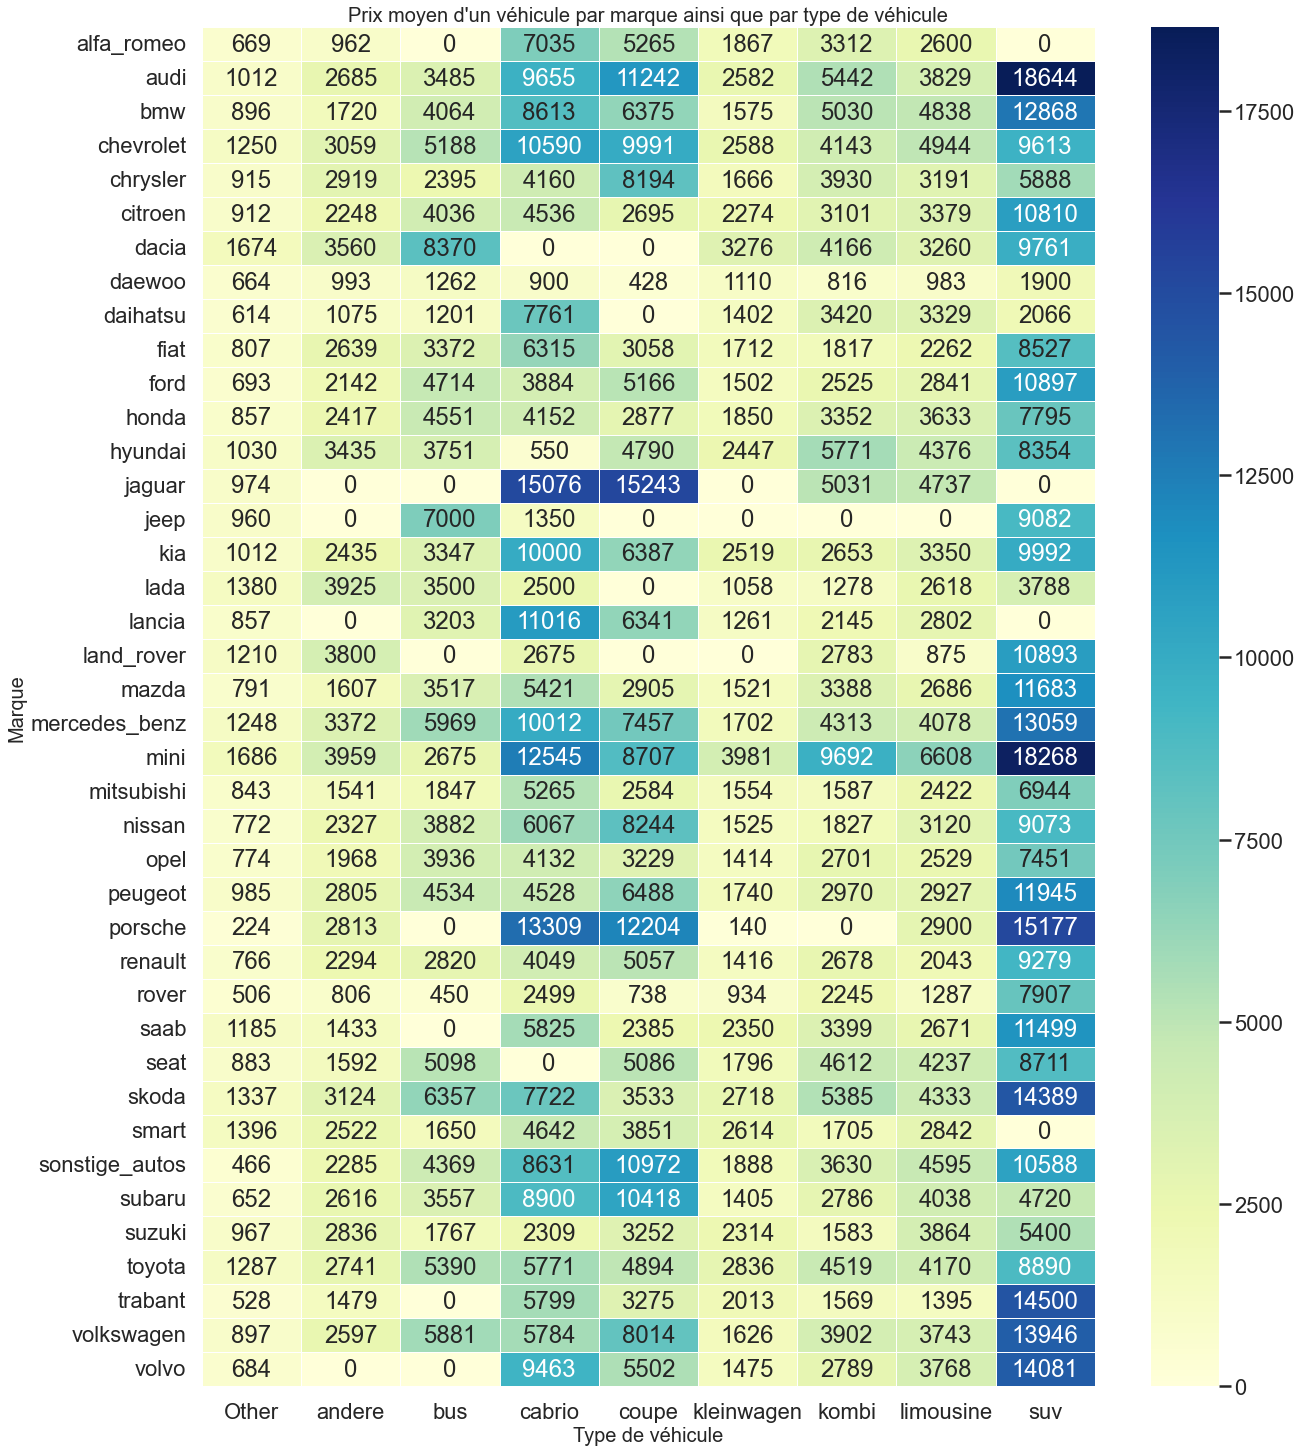 Prix moyen d'un véhicule par marque ainsi que par type de véhicule
alfa_romeo 669 962 0 7035 5265 1867 3312 2600 0
audi 1012 2685 3485 9655 11242 2582 5442 3829 18644
bmw 896 1720 4064 8613 6375 1575 5030 4838 12868
chevrolet 1250 3059 5188 10590 9991 2588 4143 4944 9613
chrysler 915 2919 2395 4160 8194 1666 3930 3191 5888
citroen 912 2248 4036 4536 2695 2274 3101 3379 10810
dacia 1674 3560 8370 0 0 3276 4166 3260 9761
daewoo 664 993 1262 900 428 1110 816 983 1900
daihatsu 614 1075 1201 7761 0 1402 3420 3329 2066
fiat 807 2639 3372 6315 3058 1712 1817 2262 8527
ford 693 2142 4714 3884 5166 1502 2525 2841 10897
honda 857 2417 4551 4152 2877 1850 3352 3633 7795
hyundai 1030 3435 3751 550 4790 2447 5771 4376 8354
jaguar 974 0 0 15076 15243 0 5031 4737 0
jeep 960 0 7000 1350 0 0 0 0 9082
kia 1012 2435 3347 10000 6387 2519 2653 3350 9992
lada 1380 3925 3500 2500 0 1058 1278 2618 3788
lancia 857 0 3203 11016 6341 1261 2145 2802 0
land_rover 1210 3800 0 2675 0 0 2783 875 10893
mazda 791 1607 3517 5421 2905 1521 3388 2686 11683
mercedes_benz 1248 3372 5969 10012 7457 1702 4313 4078 13059
mini 1686 3959 2675 12545 8707 3981 9692 6608 18268
mitsubishi 843 1541 1847 5265 2584 1554 1587 2422 6944
nissan 772 2327 3882 6067 8244 1525 1827 3120 9073
opel 774 1968 3936 4132 3229 1414 2701 2529 7451
peugeot 985 2805 4534 4528 6488 1740 2970 2927 11945
porsche 224 2813 0 13309 12204 140 0 2900 15177
renault 766 2294 2820 4049 5057 1416 2678 2043 9279
rover 506 806 450 2499 738 934 2245 1287 7907
saab 1185 1433 0 5825 2385 2350 3399 2671 11499
seat 883 1592 5098 0 5086 1796 4612 4237 8711
skoda 1337 3124 6357 7722 3533 2718 5385 4333 14389
smart 1396 2522 1650 4642 3851 2614 1705 2842 0
sonstige_autos 466 2285 4369 8631 10972 1888 3630 4595 10588
subaru 652 2616 3557 8900 10418 1405 2786 4038 4720
suzuki 967 2836 1767 2309 3252 2314 1583 3864 5400
toyota 1287 2741 5390 5771 4894 2836 4519 4170 8890
trabant 528 1479 0 5799 3275 2013 1569 1395 14500
volkswagen 897 2597 5881 5784 8014 1626 3902 3743 13946
volvo 684 0 0 9463 5502 1475 2789 3768 14081
Other andere bus cabrio coupe kleinwagen kombi limousine suv
Type de véhicule
Marque
17500
15000
12500
10000
7500
5000
2500
0